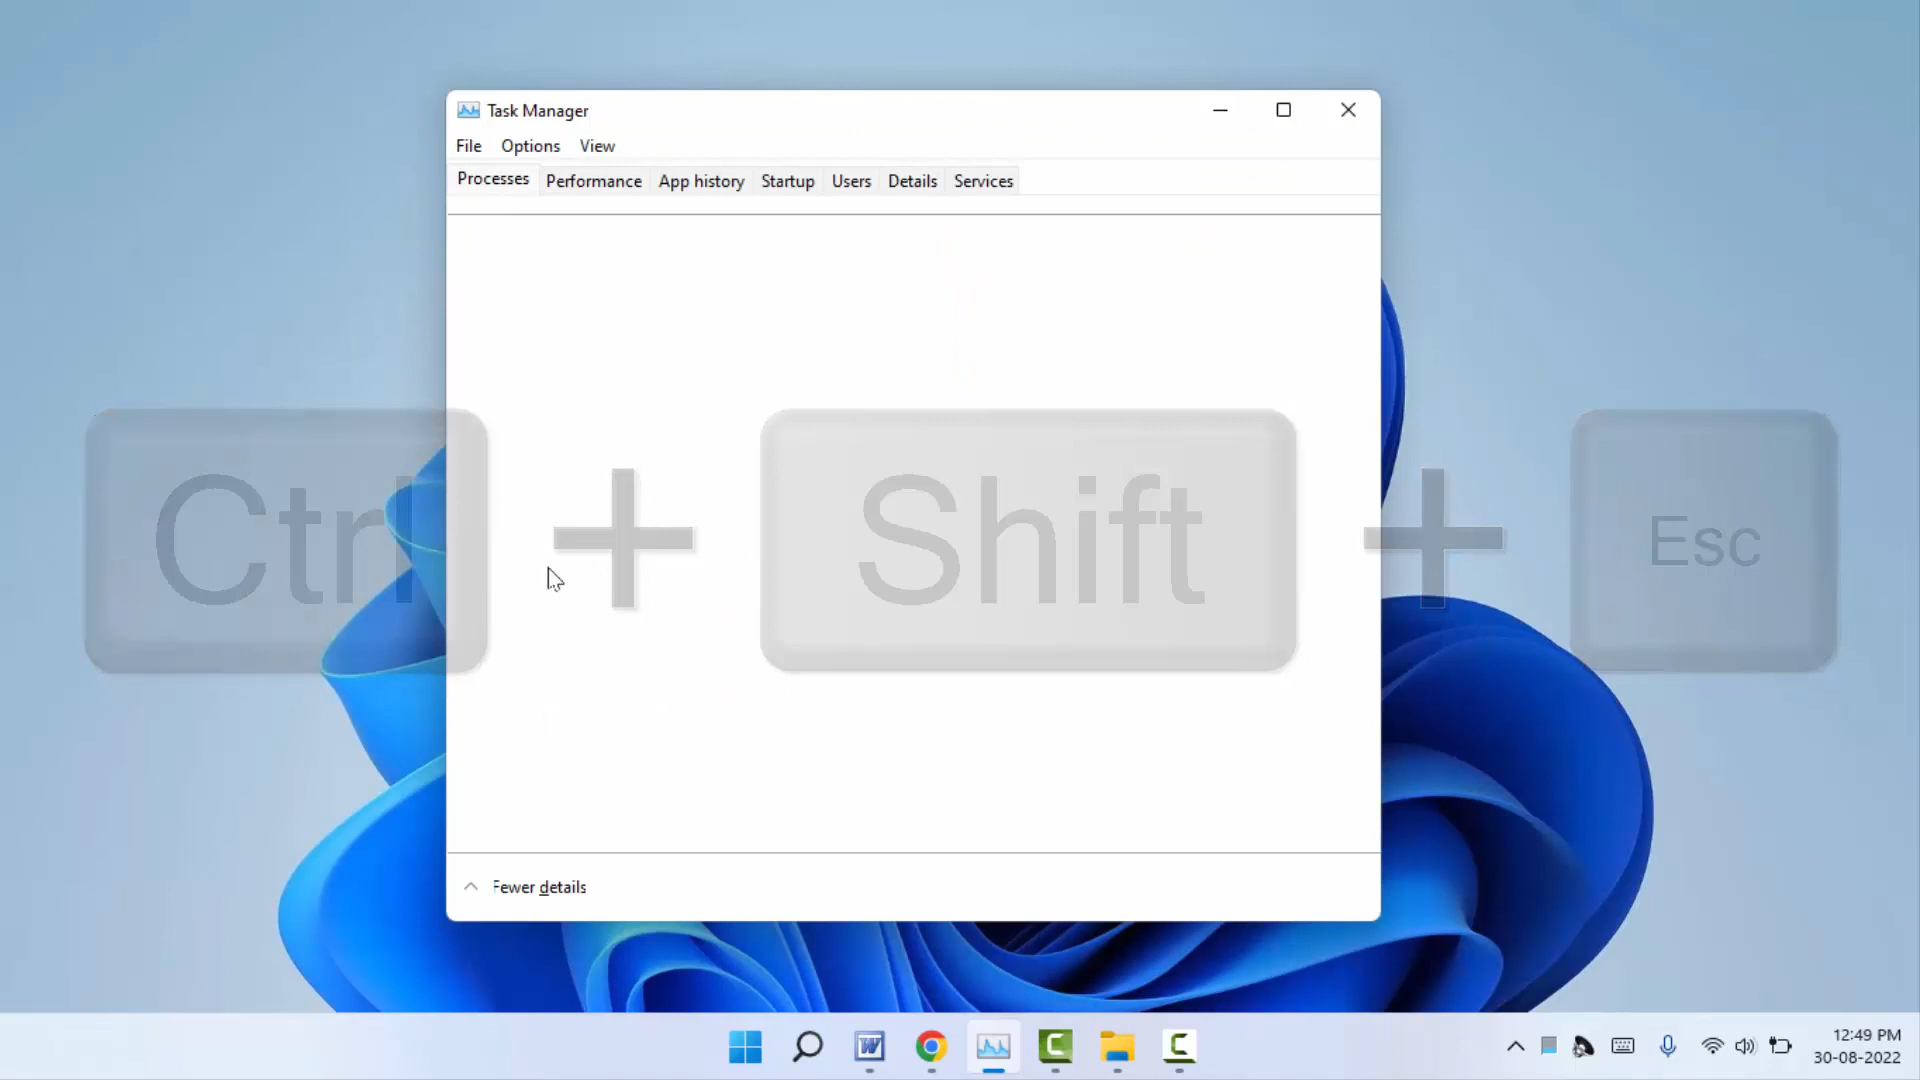 Task Manager
File Options View
Processes Performance App history Startup Users Details Services
Ctrl + Shift + Esc
Fewer details
12:49 PM
30-08-2022